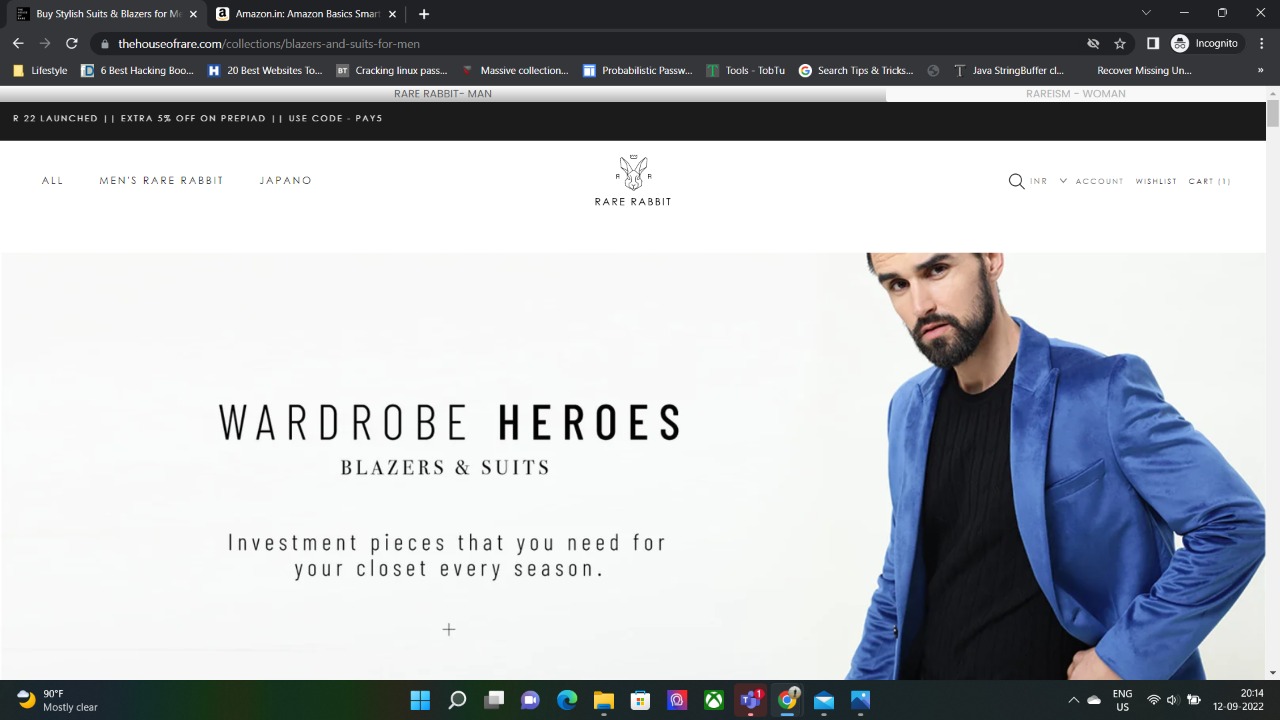 Buy Stylish Suits & Blazers for Me
Amazon.in: Amazon Basics Smart
thehouseofrare.com/collections/blazers-and-suits-for-men
Incognito
Lifestyle
6 Best Hacking Boo...
20 Best Websites To...
BT Cracking linux pass...
Massive collection...
Probabilistic Passw...
Tools - TobTu
Search Tips & Tricks...
Java StringBuffer cl...
Recover Missing Un...
RARE RABBIT- MAN
RAREISM - WOMAN
R 22 LAUNCHED || EXTRA 5% OFF ON PREPIAD || USE CODE - PAY5
ALL
MEN'S RARE RABBIT
JAPANO
R R
RARE RABBIT
INR
ACCOUNT
WISHLIST
CART (1)
WARDROBE HEROES
BLAZERS & SUITS
Investment pieces that you need for
your closet every season.
90°F
Mostly clear
1
ENG
US
20:14
12-09-2022